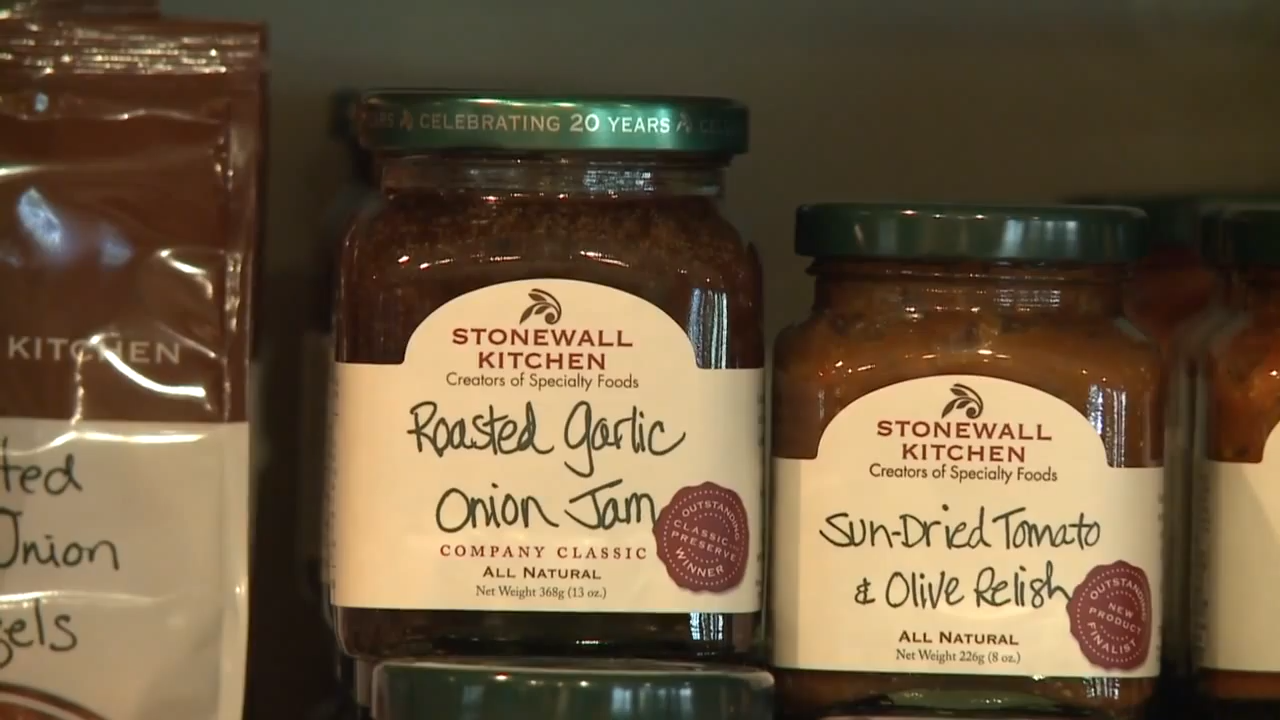 KITCHEN
ted
Onion
gels
CELEBRATING 20 YEARS
STONEWALL
KITCHEN
Creators of Specialty Foods
Roasted Garlic
Onion Jam
COMPANY CLASSIC
ALL NATURAL
Net Weight 368g (13 oz.)
OUTSTANDING
CLASSIC
PRESERVE
WINNER
STONEWALL
KITCHEN
Creators of Specialty Foods
Sun-Dried Tomato
& Olive Relish
ALL NATURAL
Net Weight 226g (8 oz.)
OUTSTANDING
NEW
PRODUCT
FINALIST